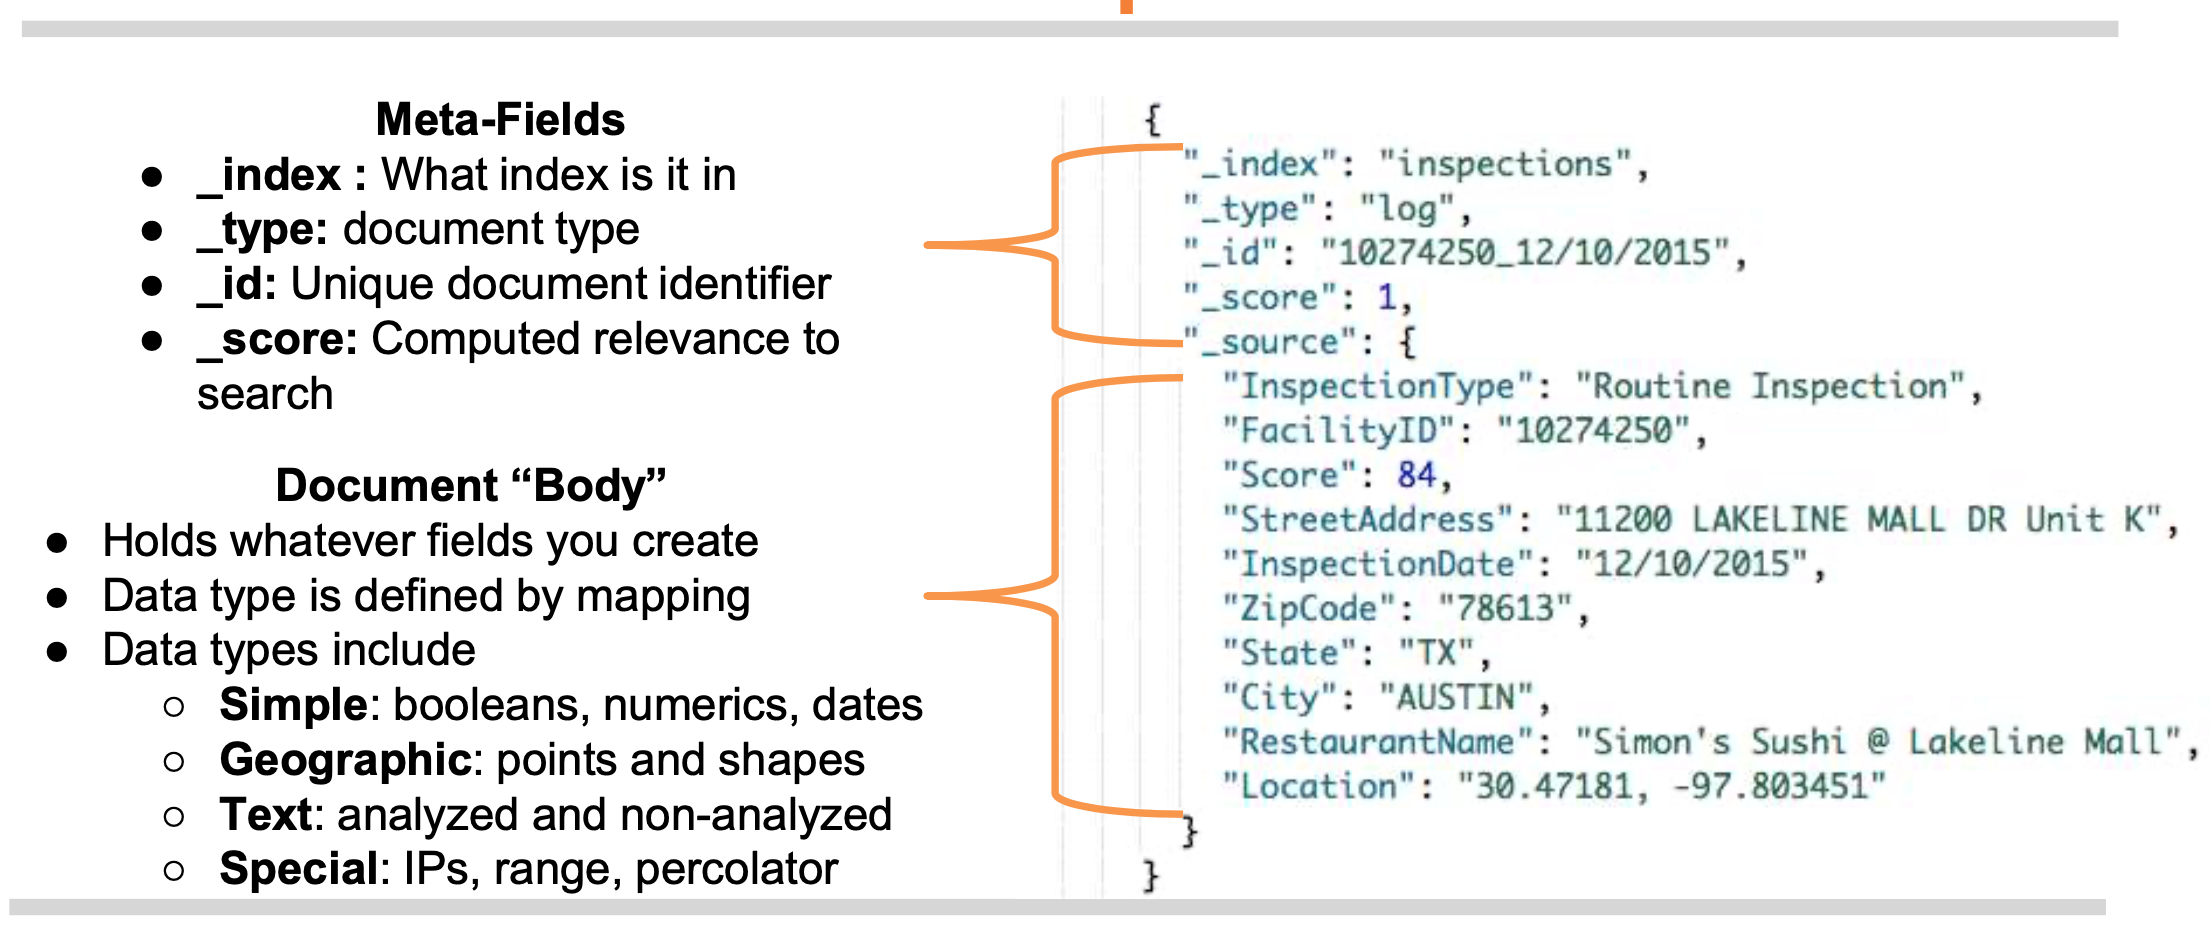 Meta-Fields
● _index : What index is it in
● _type: document type
● _id: Unique document identifier
● _score: Computed relevance to
search
Document “Body”
● Holds whatever fields you create
● Data type is defined by mapping
● Data types include
○ Simple: booleans, numerics, dates
○ Geographic: points and shapes
○ Text: analyzed and non-analyzed
○ Special: IPs, range, percolator
{
"_index": "inspections",
"_type": "log",
"_id": "10274250_12/10/2015",
"_score": 1,
"_source": {
"InspectionType": "Routine Inspection",
"FacilityID": "10274250",
"Score": 84,
"StreetAddress": "11200 LAKELINE MALL DR Unit K",
"InspectionDate": "12/10/2015",
"ZipCode": "78613",
"State": "TX",
"City": "AUSTIN",
"RestaurantName": "Simon's Sushi @ Lakeline Mall",
"Location": "30.47181, -97.803451"
}
}